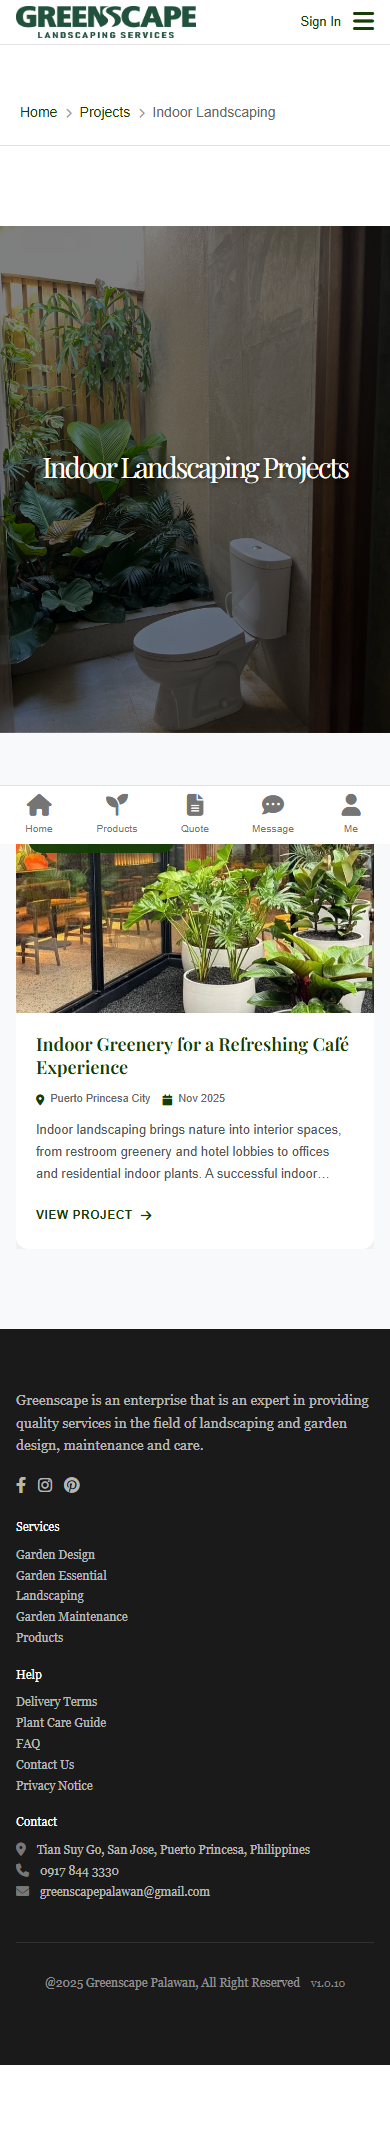 GREENSCAPE
LANDSCAPING SERVICES
Sign In
Home > Projects > Indoor Landscaping
Indoor Landscaping Projects
Home
Products
Quote
Message
Me
Indoor Greenery for a Refreshing Café
Experience
Puerto Princesa City
Nov 2025
Indoor landscaping brings nature into interior spaces,
from restroom greenery and hotel lobbies to offices
and residential indoor plants. A successful indoor…
VIEW PROJECT →
Greenscape is an enterprise that is an expert in providing
quality services in the field of landscaping and garden
design, maintenance and care.
Services
Garden Design
Garden Essential
Landscaping
Garden Maintenance
Products
Help
Delivery Terms
Plant Care Guide
FAQ
Contact Us
Privacy Notice
Contact
Tian Suy Go, San Jose, Puerto Princesa, Philippines
0917 844 3330
greenscapepalawan@gmail.com
@2025 Greenscape Palawan, All Right Reserved v1.0.10